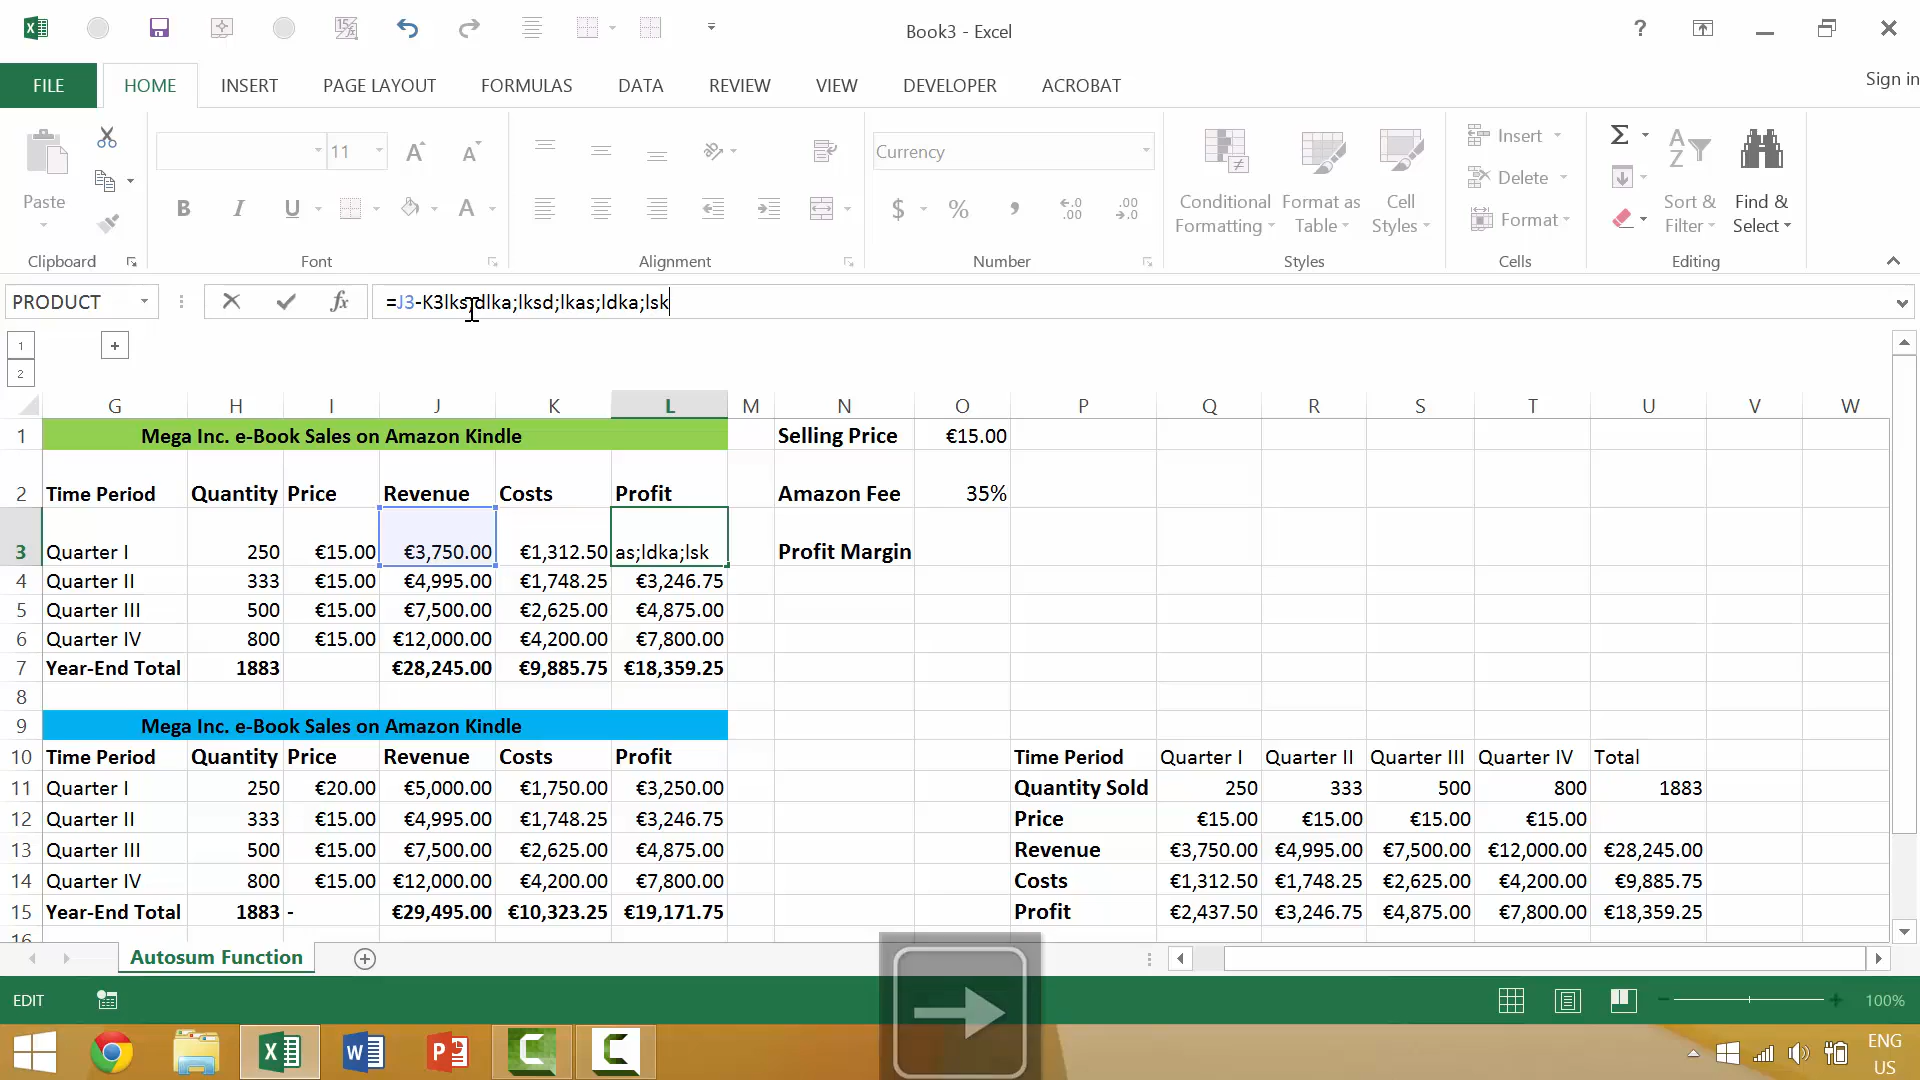 Book3 - Excel
?
FILE HOME INSERT PAGE LAYOUT FORMULAS DATA REVIEW VIEW DEVELOPER ACROBAT Sign in
Paste
11
B I U A
Currency
$ % ,
Conditional Formatting
Format as Table
Cell Styles
Insert
Delete
Format
Sort & Filter
Find & Select
Clipboard Font Alignment Number Styles Cells Editing
PRODUCT fx =J3-K3lks;dlka;lksd;lkas;ldka;lsk
1
2
G H I J K L M N O P Q R S T U V W
1 Mega Inc. e-Book Sales on Amazon Kindle Selling Price €15.00
2 Time Period Quantity Price Revenue Costs Profit Amazon Fee 35%
3 Quarter I 250 €15.00 €3,750.00 €1,312.50 as;ldka;lsk Profit Margin
4 Quarter II 333 €15.00 €4,995.00 €1,748.25 €3,246.75
5 Quarter III 500 €15.00 €7,500.00 €2,625.00 €4,875.00
6 Quarter IV 800 €15.00 €12,000.00 €4,200.00 €7,800.00
7 Year-End Total 1883 €28,245.00 €9,885.75 €18,359.25
8
9 Mega Inc. e-Book Sales on Amazon Kindle
10 Time Period Quantity Price Revenue Costs Profit Time Period Quarter I Quarter II Quarter III Quarter IV Total
11 Quarter I 250 €20.00 €5,000.00 €1,750.00 €3,250.00 Quantity Sold 250 333 500 800 1883
12 Quarter II 333 €15.00 €4,995.00 €1,748.25 €3,246.75 Price €15.00 €15.00 €15.00 €15.00
13 Quarter III 500 €15.00 €7,500.00 €2,625.00 €4,875.00 Revenue €3,750.00 €4,995.00 €7,500.00 €12,000.00 €28,245.00
14 Quarter IV 800 €15.00 €12,000.00 €4,200.00 €7,800.00 Costs €1,312.50 €1,748.25 €2,625.00 €4,200.00 €9,885.75
15 Year-End Total 1883 - €29,495.00 €10,323.25 €19,171.75 Profit €2,437.50 €3,246.75 €4,875.00 €7,800.00 €18,359.25
16
Autosum Function
EDIT 100%
ENG
US